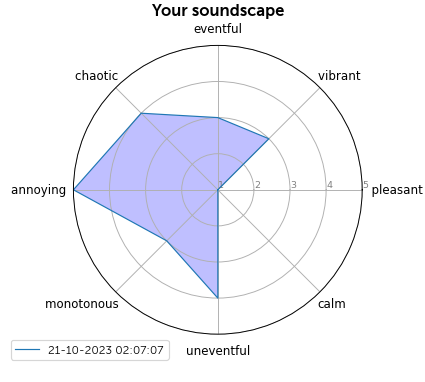 Your soundscape
eventful
chaotic
vibrant
annoying
1 2 3 4 5
pleasant
monotonous
calm
21-10-2023 02:07:07
uneventful